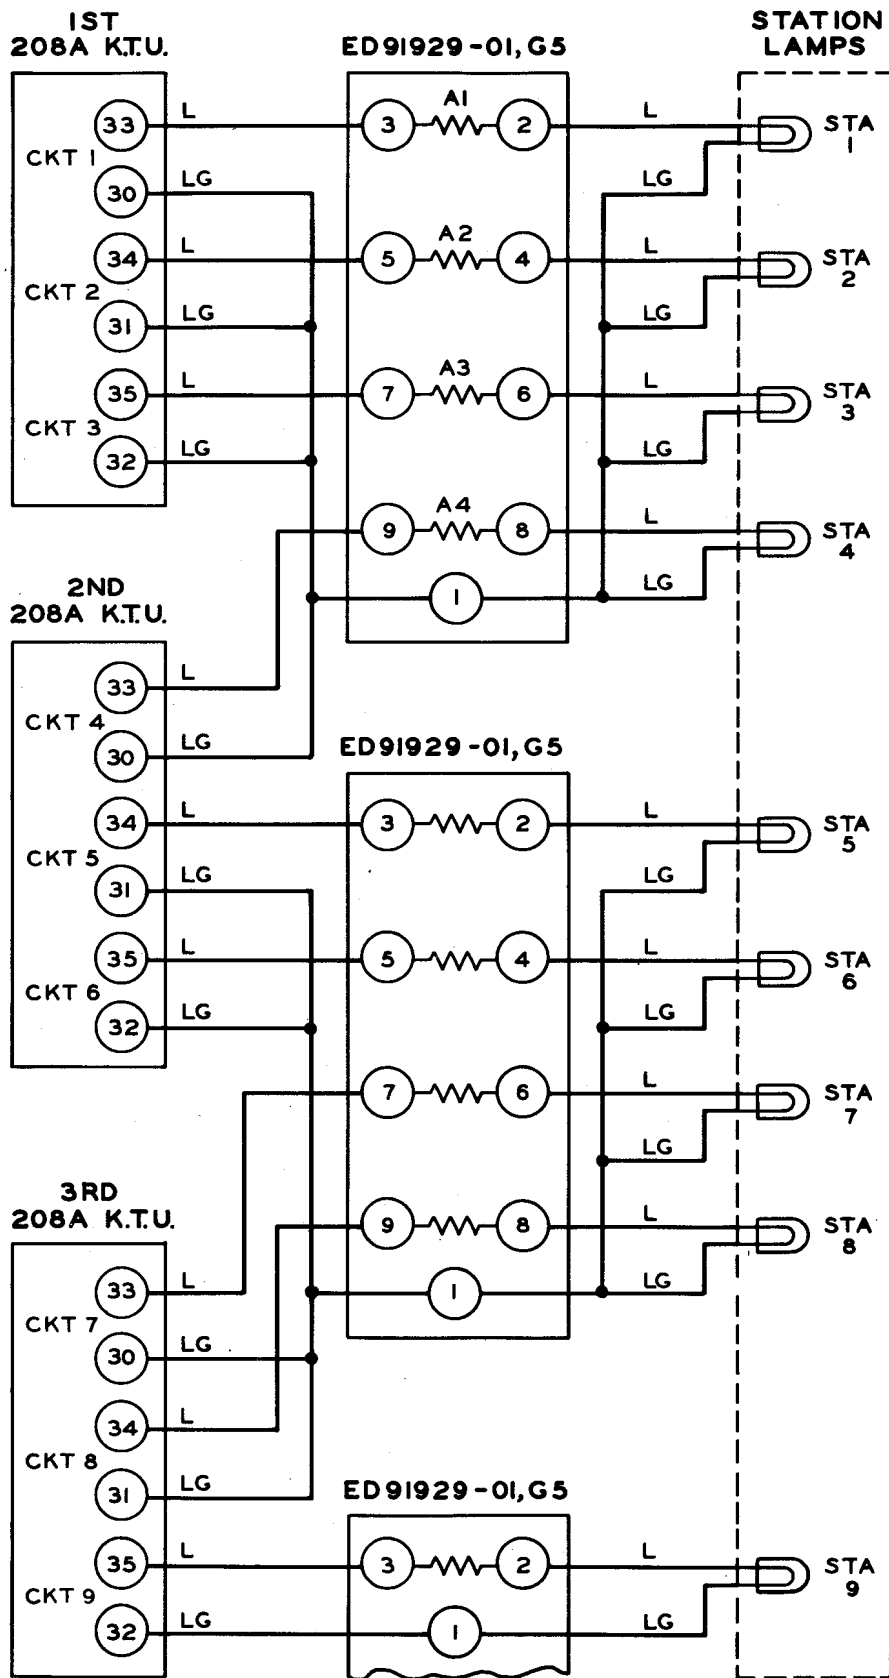 1ST
208A K.T.U.
ED91929-01, G5
STATION
LAMPS
33 L 3 A1 2 L STA
1
CKT 1
30 LG LG
34 L 5 A2 4 L STA
2
CKT 2
31 LG LG
35 L 7 A3 6 L STA
3
CKT 3
32 LG LG
9 A4 8 L STA
4
1 LG
2ND
208A K.T.U.
33 L
CKT 4
30 LG
ED91929-01, G5
34 L 3 2 L STA
5
CKT 5
31 LG LG
35 L 5 4 L STA
6
CKT 6
32 LG LG
7 6 L STA
7
LG
3RD
208A K.T.U.
9 8 L STA
8
33 L 1 LG
CKT 7
30 LG
34 L
CKT 8
31 LG
ED91929-01, G5
35 L 3 2 L STA
9
CKT 9
32 LG 1 LG